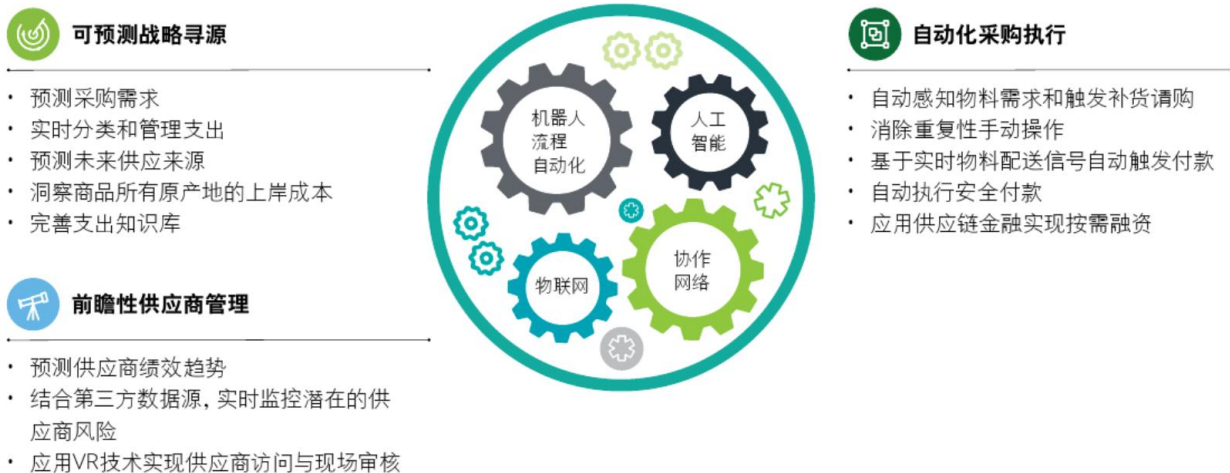 可预测战略寻源
• 预测采购需求
• 实时分类和管理支出
• 预测未来供应来源
• 洞察商品所有原产地的上岸成本
• 完善支出知识库
前瞻性供应商管理
• 预测供应商绩效趋势
• 结合第三方数据源，实时监控潜在的供
应商风险
• 应用VR技术实现供应商访问与现场审核
机器人
流程
自动化
人工
智能
物联网
协作
网络
自动化采购执行
• 自动感知物料需求和触发补货请购
• 消除重复性手动操作
• 基于实时物料配送信号自动触发付款
• 自动执行安全付款
• 应用供应链金融实现按需融资